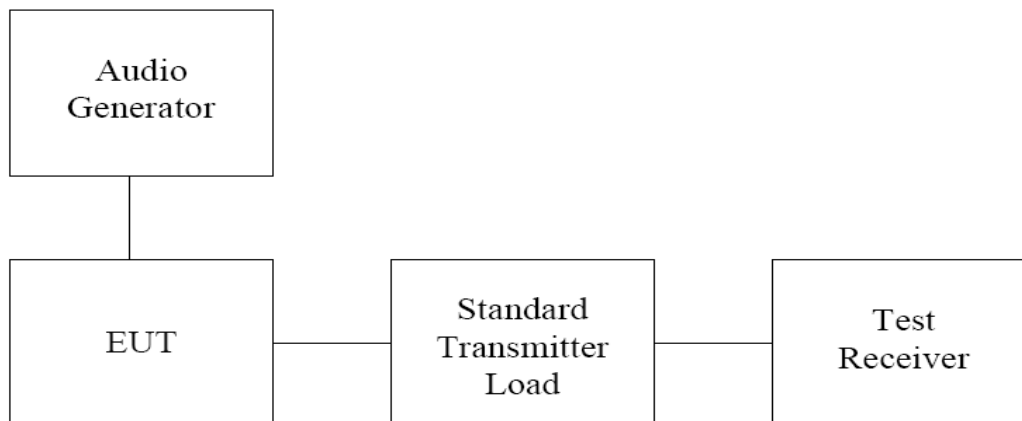 Audio
Generator
EUT
Standard
Transmitter
Load
Test
Receiver